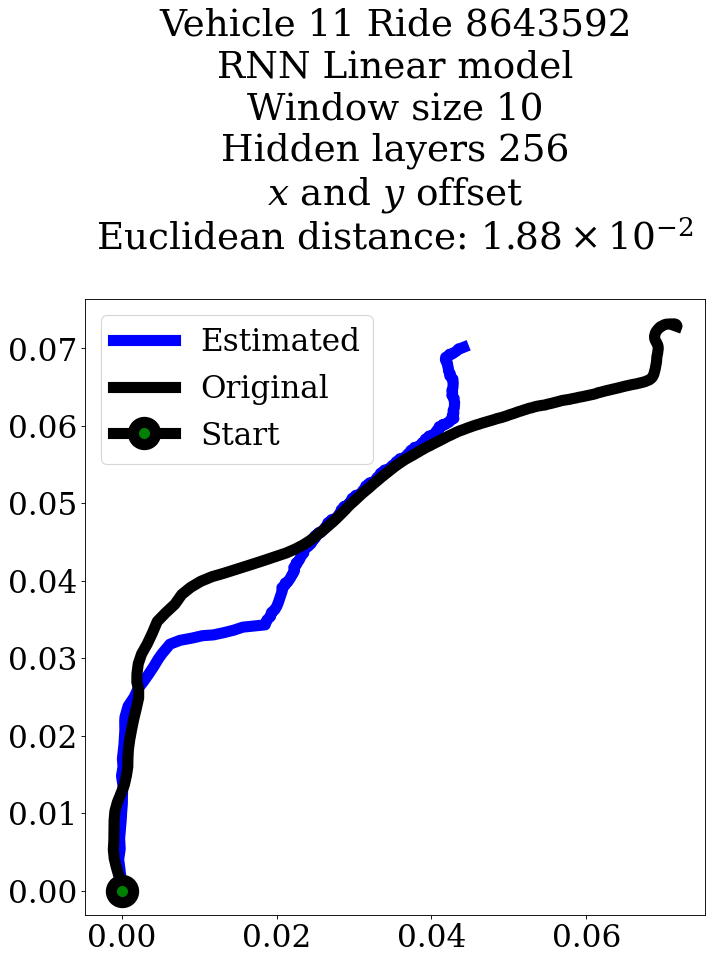 Vehicle 11 Ride 8643592
RNN Linear model
Window size 10
Hidden layers 256
x and y offset
Euclidean distance: 1.88 × 10⁻²
Estimated
Original
Start
0.07
0.06
0.05
0.04
0.03
0.02
0.01
0.00
0.00 0.02 0.04 0.06